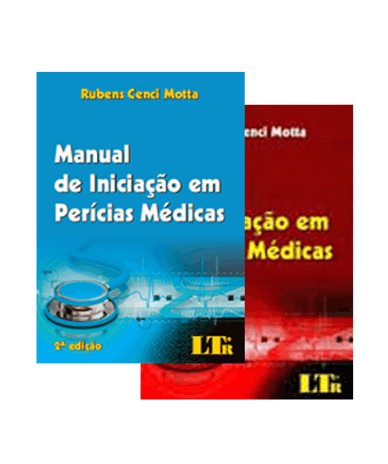 Rubens Cenci Motta
Manual
de Iniciação em
Perícias Médicas
2ª edição
LTR
enci Motta
ação em
Médicas
LTR